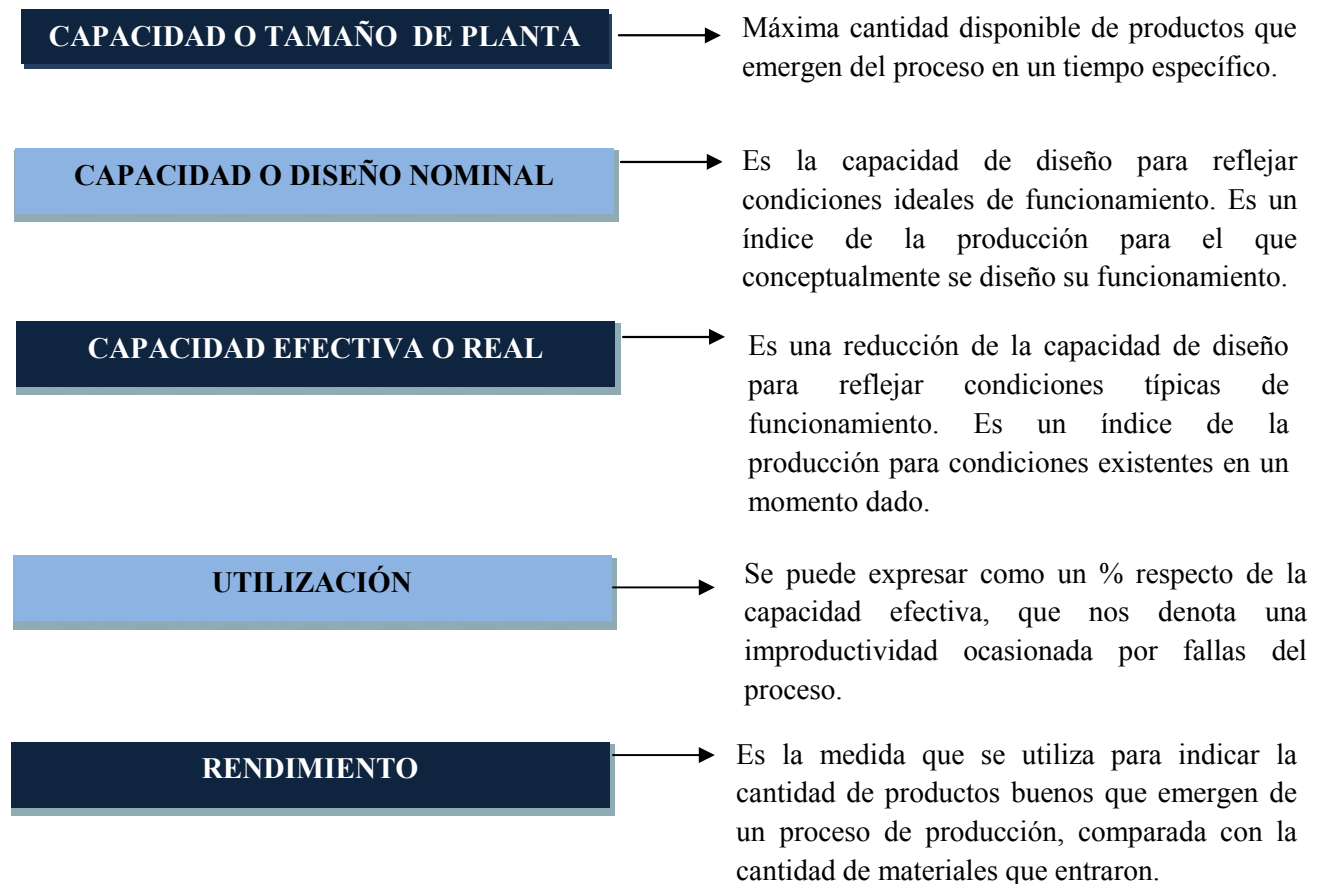 CAPACIDAD O TAMAÑO DE PLANTA
Máxima cantidad disponible de productos que
emergen del proceso en un tiempo específico.
CAPACIDAD O DISEÑO NOMINAL
Es la capacidad de diseño para reflejar
condiciones ideales de funcionamiento. Es un
índice de la producción para el que
conceptualmente se diseño su funcionamiento.
CAPACIDAD EFECTIVA O REAL
Es una reducción de la capacidad de diseño
para reflejar condiciones típicas de
funcionamiento. Es un índice de la
producción para condiciones existentes en un
momento dado.
UTILIZACIÓN
Se puede expresar como un % respecto de la
capacidad efectiva, que nos denota una
improductividad ocasionada por fallas del
proceso.
RENDIMIENTO
Es la medida que se utiliza para indicar la
cantidad de productos buenos que emergen de
un proceso de producción, comparada con la
cantidad de materiales que entraron.